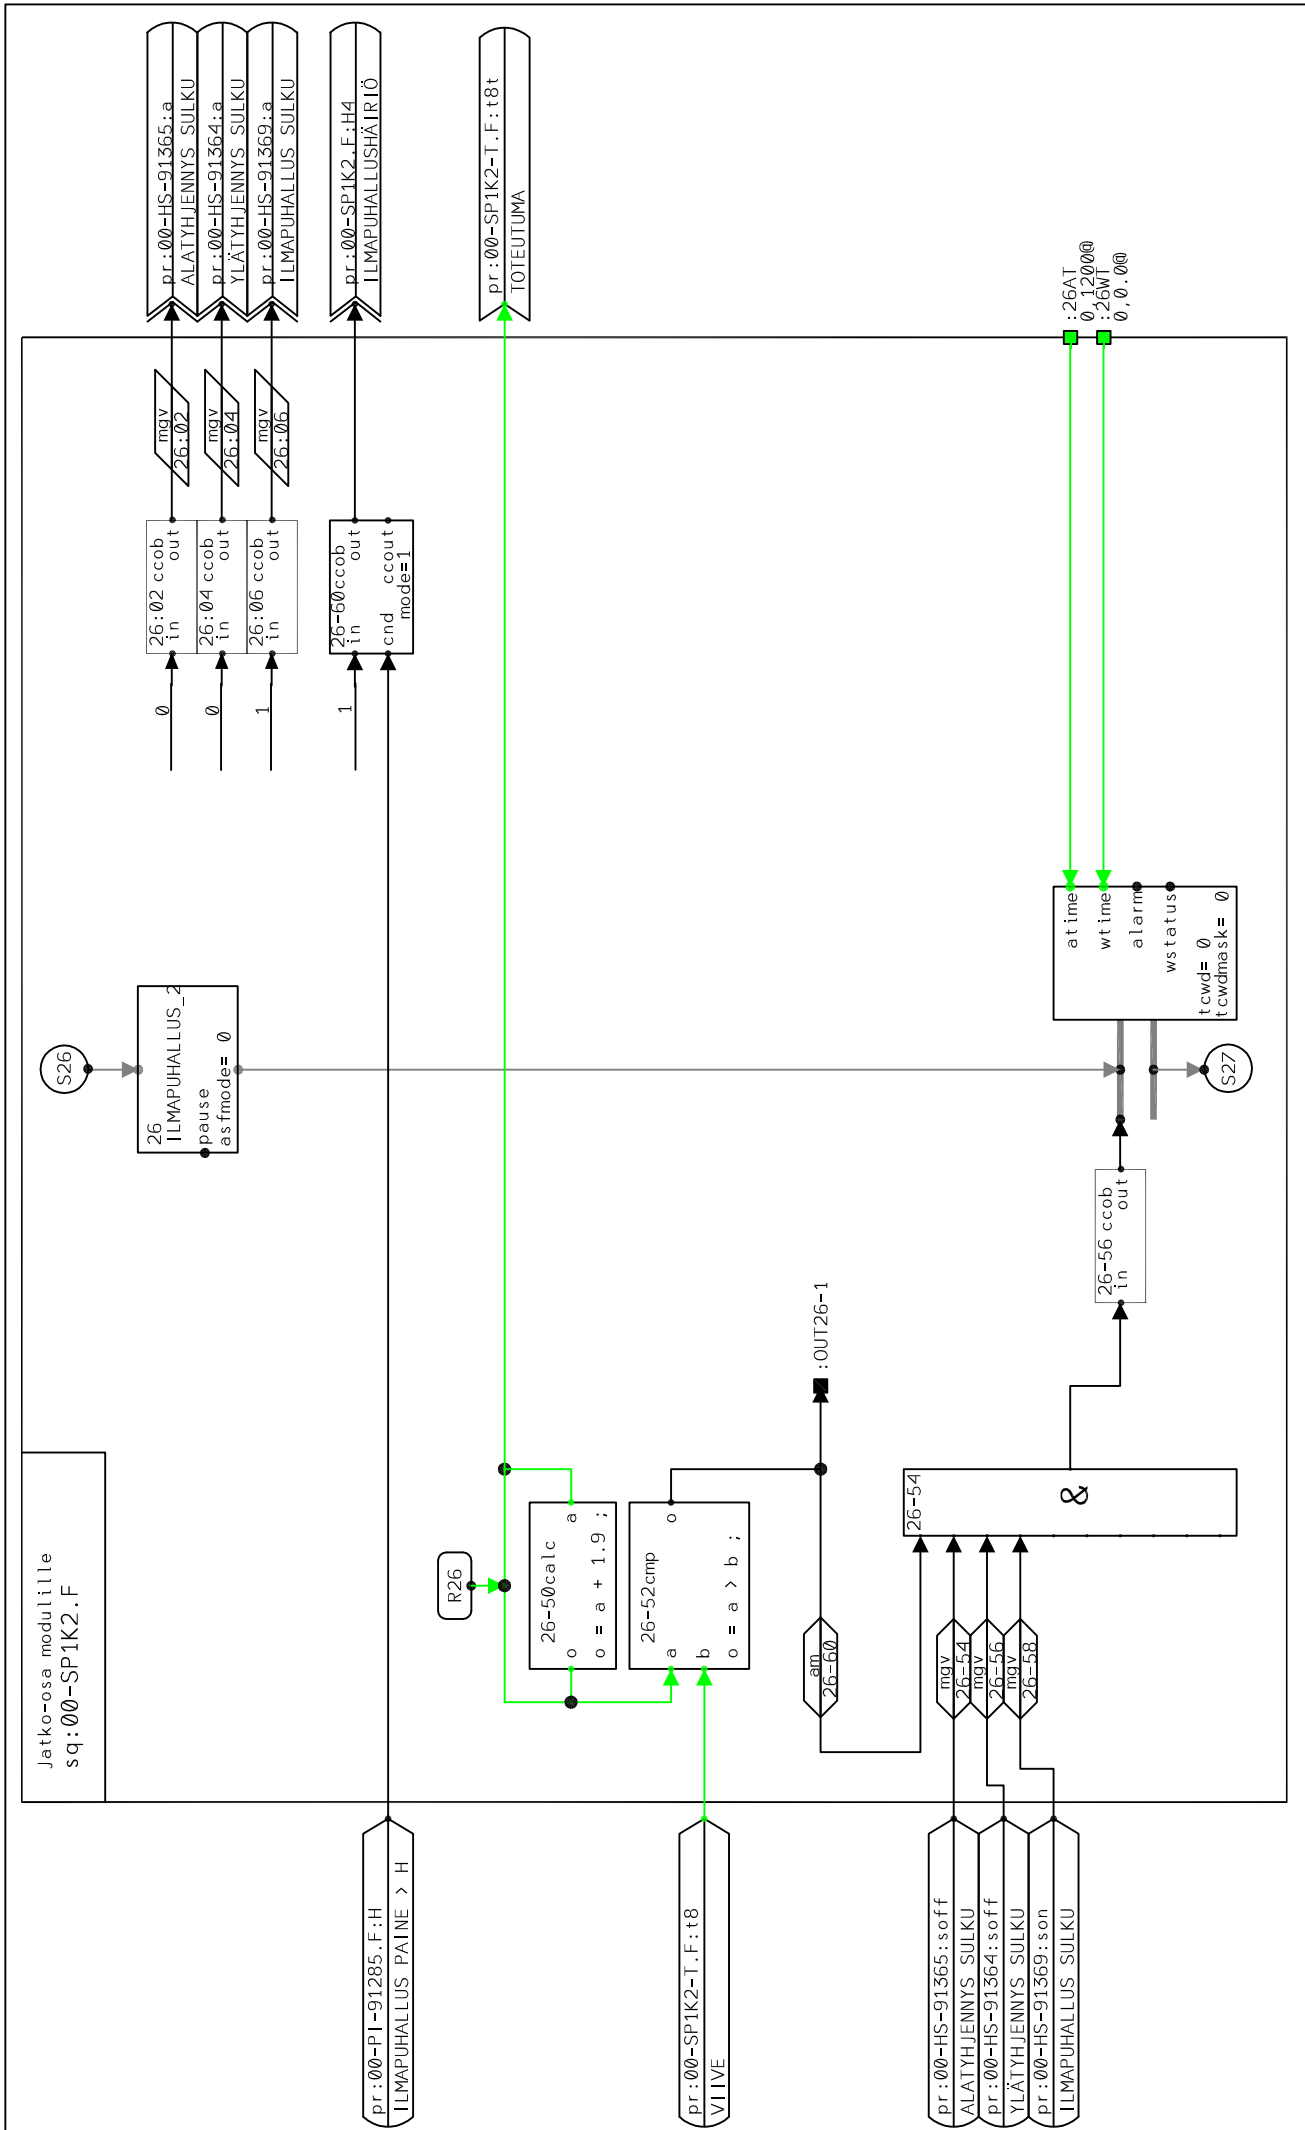 Jatko-osa modulille
sq:00-SP1K2.F
S26
26
ILMAPUHALLUS_2
pause
asfmode= 0
pr:00-PI-91285.F:H
ILMAPUHALLUS PAINE > H
pr:00-SP1K2-T.F:t8
VIIVE
pr:00-HS-91365:soff
ALATYHJENNYS SULKU
pr:00-HS-91364:soff
YLÄTYHJENNYS SULKU
pr:00-HS-91369:son
ILMAPUHALLUS SULKU
R26
26-50calc
o
a
o = a + 1.9 ;
26-52cmp
a
o
b
o = a > b ;
am
26-60
mgv
26-54
mgv
26-56
mgv
26-58
:OUT26-1
26-54
&
26-56 ccob
in
out
0
26:02 ccob
in
out
mgv
26:02
0
26:04 ccob
in
out
mgv
26:04
1
26:06 ccob
in
out
mgv
26:06
1
26-60ccob
in
out
cnd
ccout
mode=1
pr:00-HS-91365:a
ALATYHJENNYS SULKU
pr:00-HS-91364:a
YLÄTYHJENNYS SULKU
pr:00-HS-91369:a
ILMAPUHALLUS SULKU
pr:00-SP1K2.F:H4
ILMAPUHALLUSHÄIRIÖ
pr:00-SP1K2-T.F:t8t
TOTEUTUMA
atime
wtime
alarm
wstatus
tcwd= 0
tcwdmask= 0
S27
:26AT
0,1200@
:26WT
0,0.0@